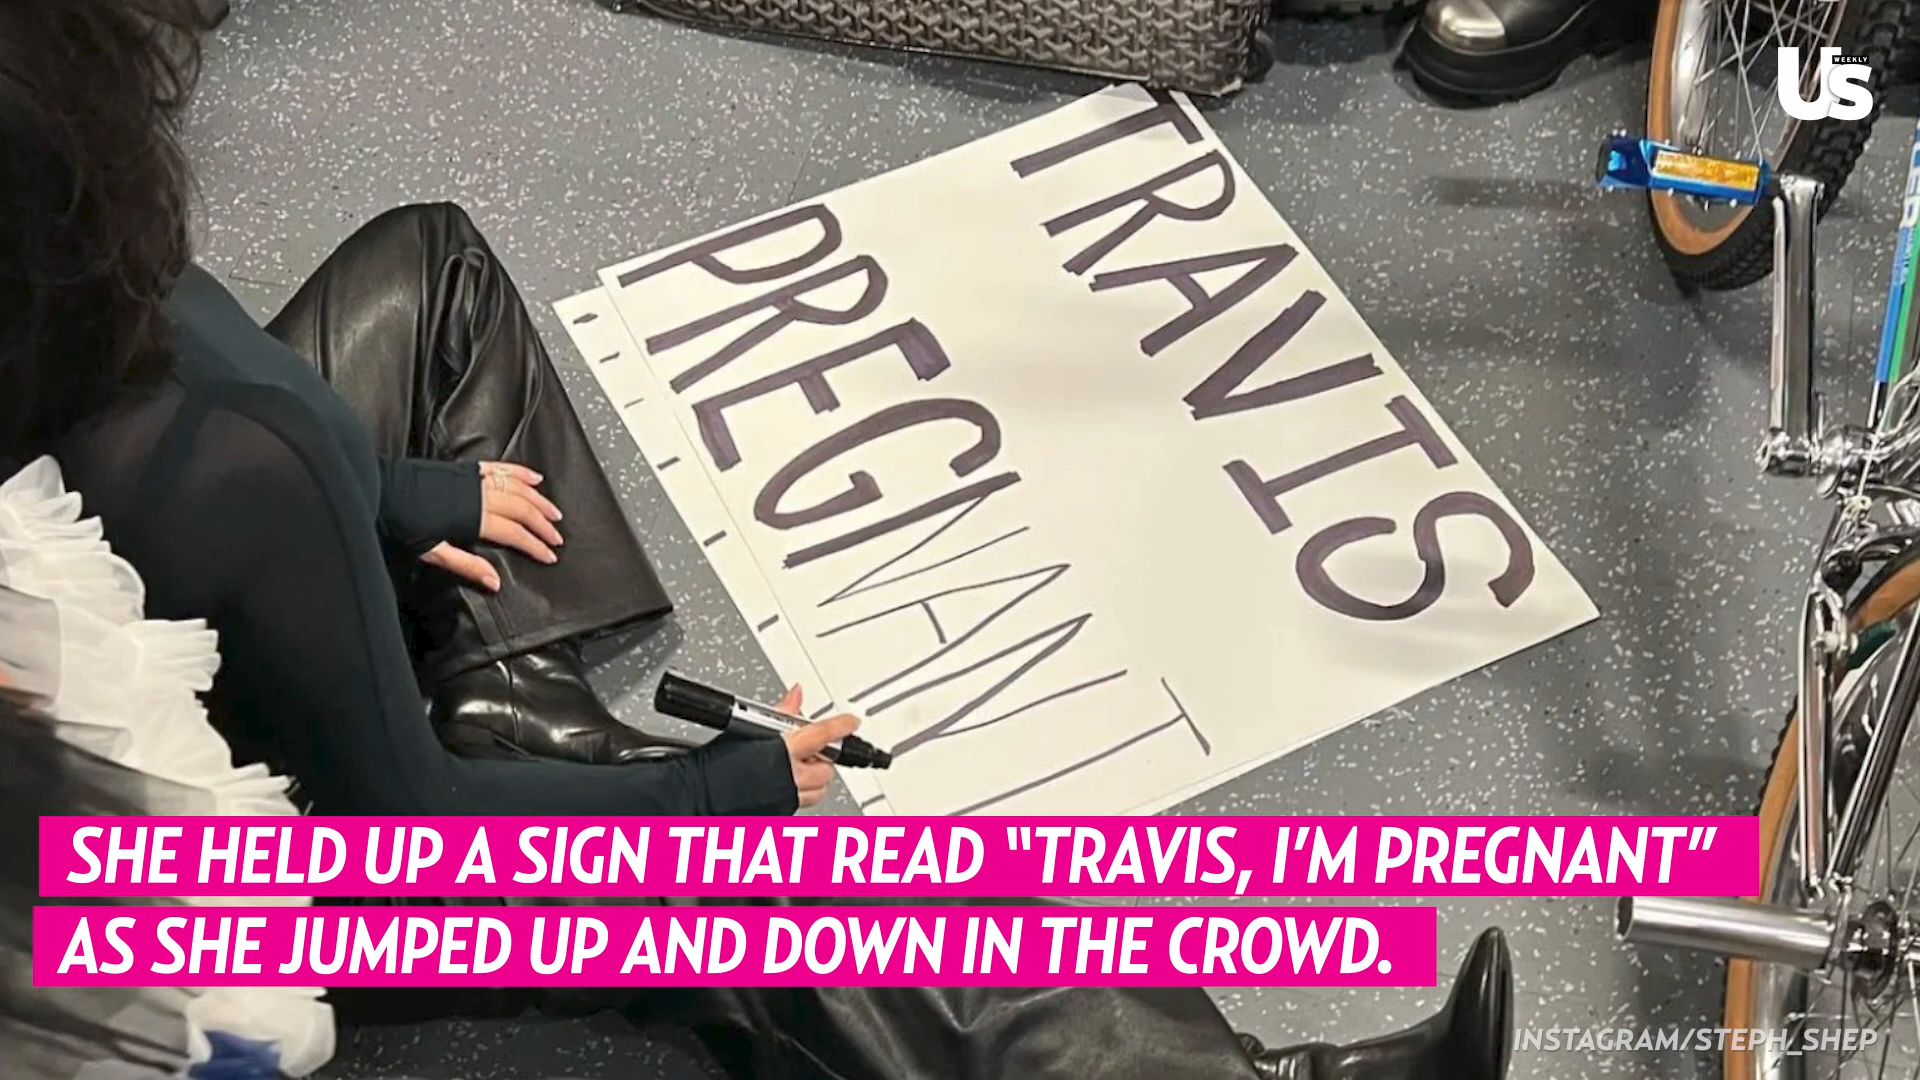 Us
WEEKLY
TRAVIS
PREGNANT
SHE HELD UP A SIGN THAT READ “TRAVIS, I’M PREGNANT”
AS SHE JUMPED UP AND DOWN IN THE CROWD.
INSTAGRAM/STEPH_SHEP